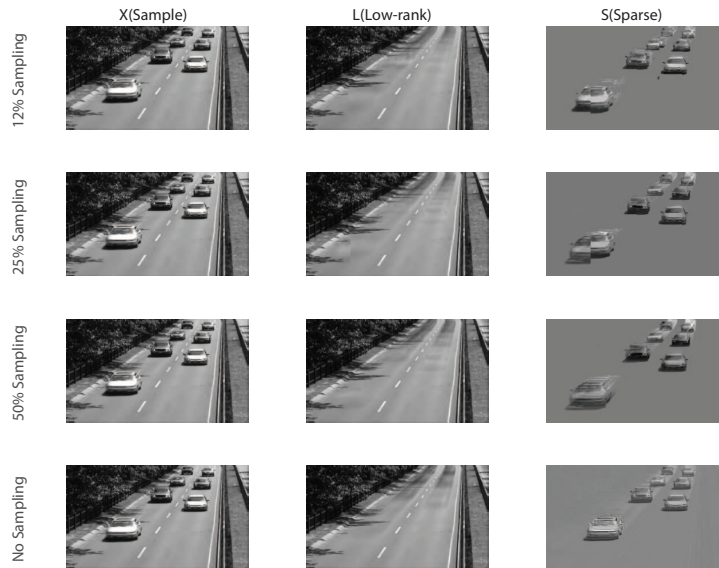 X(Sample) L(Low-rank) S(Sparse)
12% Sampling
25% Sampling
50% Sampling
No Sampling